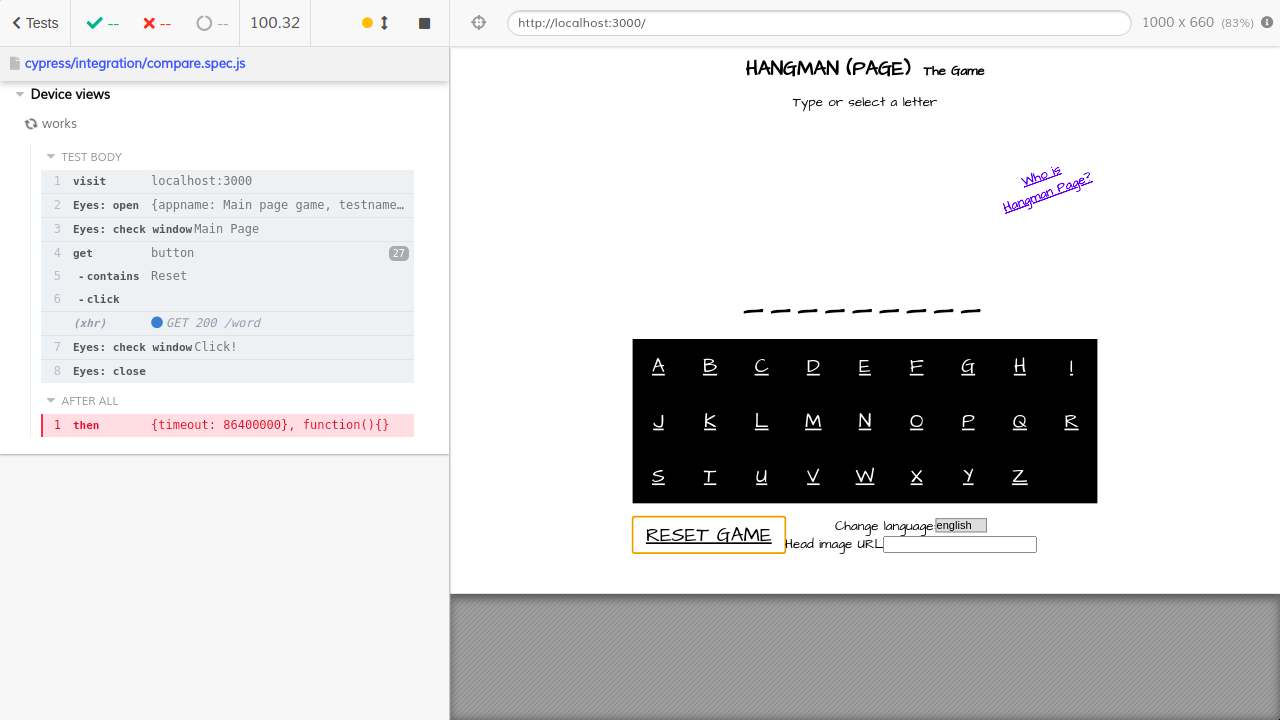 Tests -- -- -- 100.32
http://localhost:3000/ 1000 x 660 (83%)
cypress/integration/compare.spec.js
Device views
works
TEST BODY
1 visit localhost:3000
2 Eyes: open {appname: Main page game, testname…
3 Eyes: check window Main Page
4 get button 27
5 -contains Reset
6 -click
(xhr) GET 200 /word
7 Eyes: check window Click!
8 Eyes: close
AFTER ALL
1 then {timeout: 86400000}, function(){}
HANGMAN (PAGE) The Game
Type or select a letter
Who is
Hangman Page?
A B C D E F G H I
J K L M N O P Q R
S T U V W X Y Z
RESET GAME
Change language: english
Head image URL